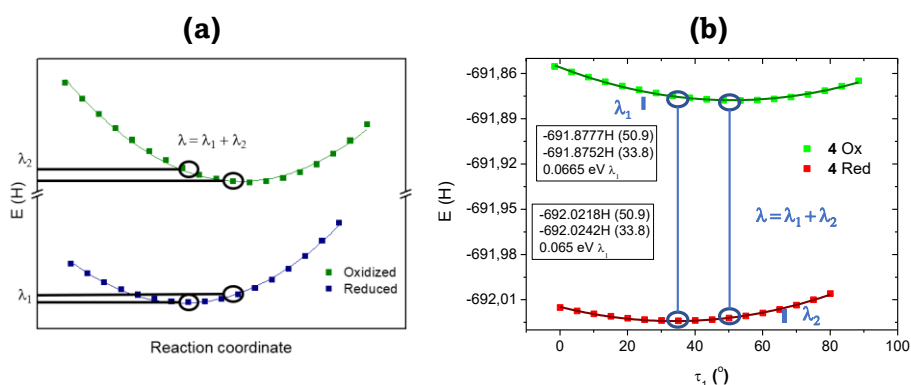 (a)
λ = λ₁ + λ₂
λ₂
E (H)
λ₁
Oxidized
Reduced
Reaction coordinate
(b)
-691,86
-691,89
-691,92
-691,95
-691,98
-692,01
E (H)
λ₁
-691.8777H (50.9)
-691.8752H (33.8)
0.0665 eV λ₁
4 Ox
4 Red
-692.0218H (50.9)
-692.0242H (33.8)
0.065 eV λ₁
λ = λ₁ + λ₂
λ₂
0 20 40 60 80 100
τ₁ (°)